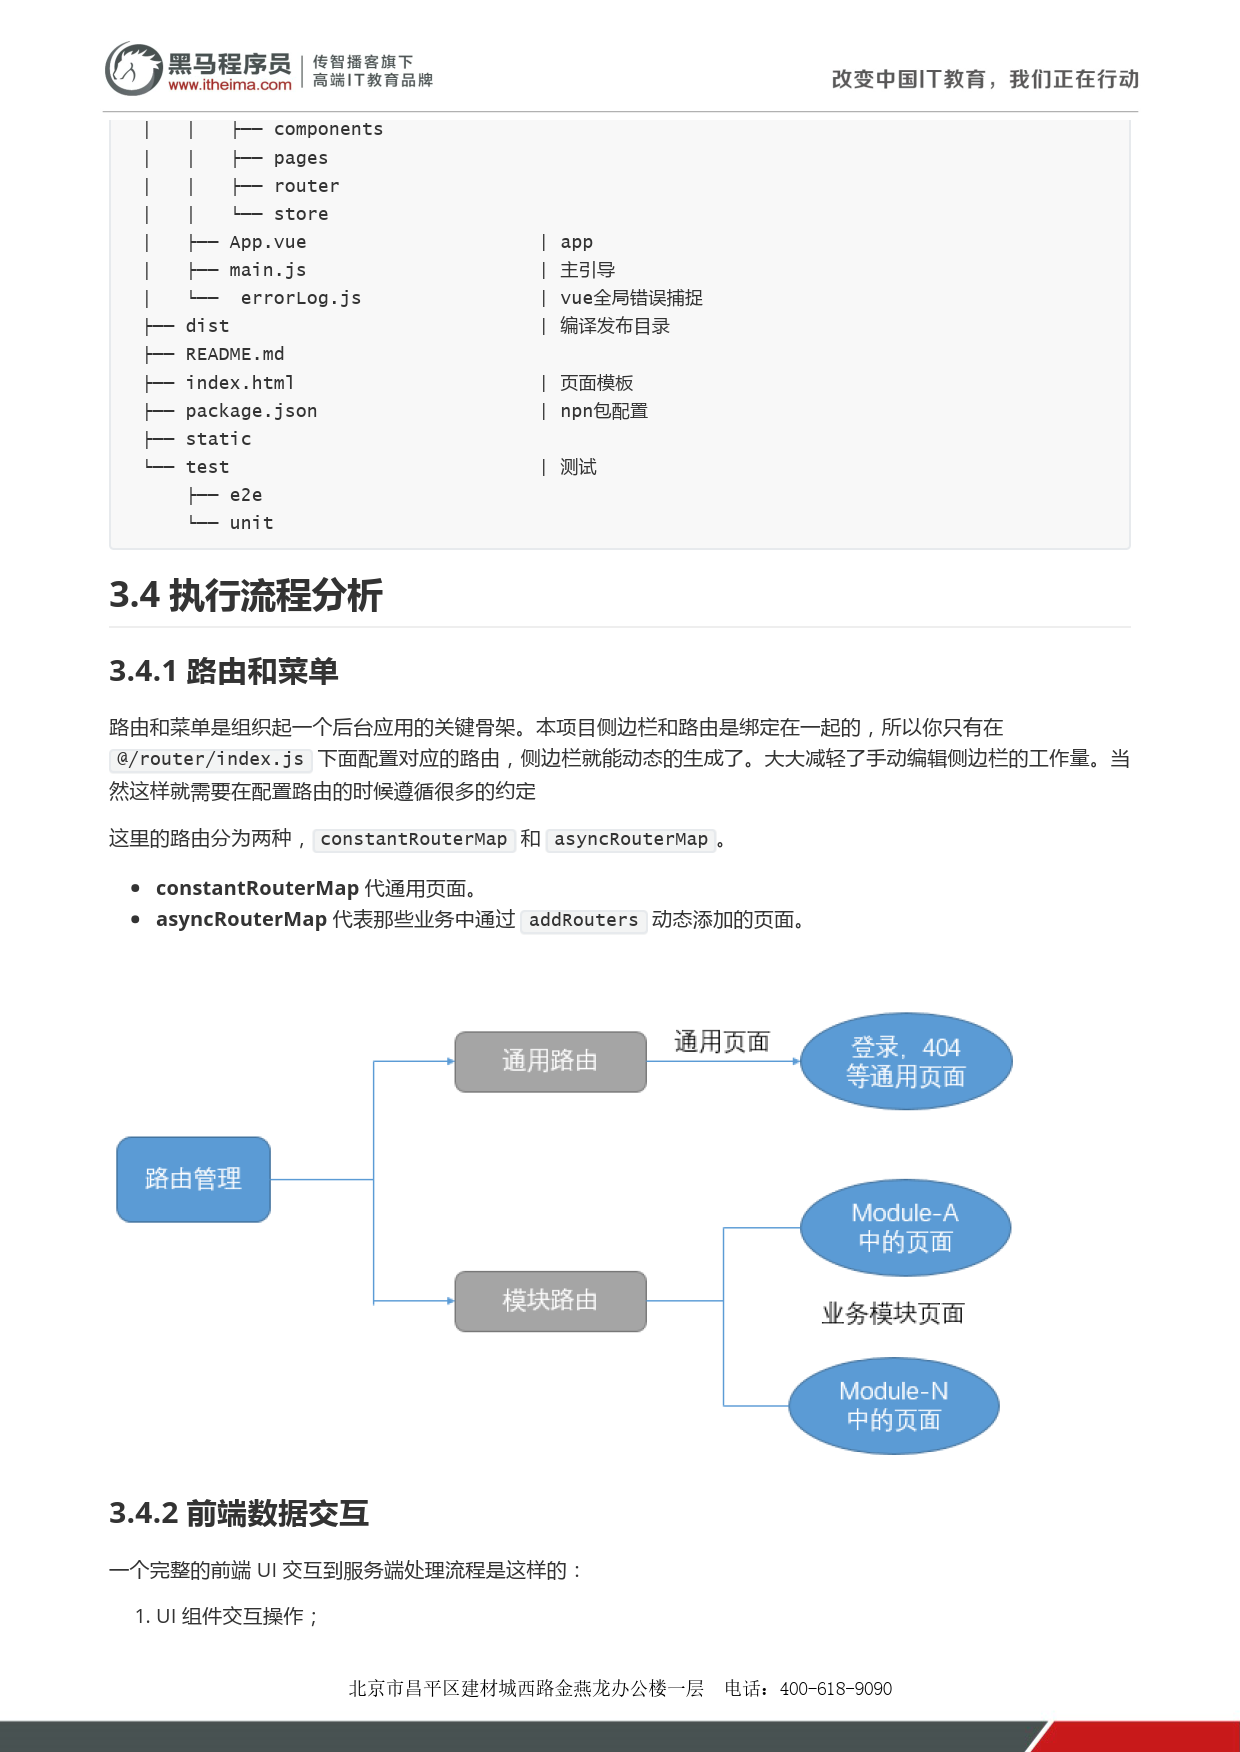 黑马程序员
www.itheima.com
传智播客旗下
高端IT教育品牌
改变中国IT教育，我们正在行动
│   │   ├── components
│   │   ├── pages
│   │   ├── router
│   │   └── store
│   ├── App.vue                     | app
│   ├── main.js                     | 主引导
│   └──  errorLog.js                | vue全局错误捕捉
├── dist                            | 编译发布目录
├── README.md
├── index.html                      | 页面模板
├── package.json                    | npn包配置
├── static
└── test                            | 测试
    ├── e2e
    └── unit
3.4 执行流程分析
3.4.1 路由和菜单
路由和菜单是组织起一个后台应用的关键骨架。本项目侧边栏和路由是绑定在一起的，所以你只有在
@/router/index.js 下面配置对应的路由，侧边栏就能动态的生成了。大大减轻了手动编辑侧边栏的工作量。当
然这样就需要在配置路由的时候遵循很多的约定
这里的路由分为两种，constantRouterMap 和 asyncRouterMap。
• constantRouterMap 代通用页面。
• asyncRouterMap 代表那些业务中通过 addRouters 动态添加的页面。
通用路由
通用页面
登录，404
等通用页面
路由管理
Module-A
中的页面
模块路由
业务模块页面
Module-N
中的页面
3.4.2 前端数据交互
一个完整的前端 UI 交互到服务端处理流程是这样的：
1. UI 组件交互操作；
北京市昌平区建材城西路金燕龙办公楼一层 电话：400-618-9090